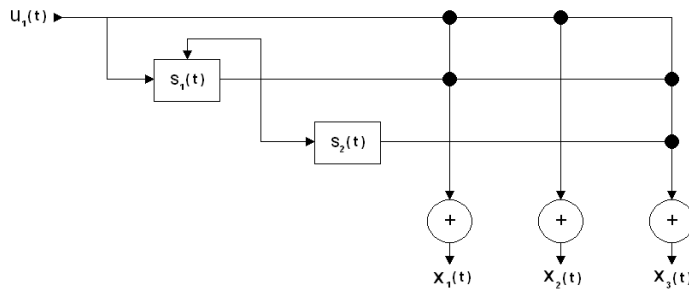 U₁(t)
S₁(t)
S₂(t)
+ + +
X₁(t) X₂(t) X₃(t)